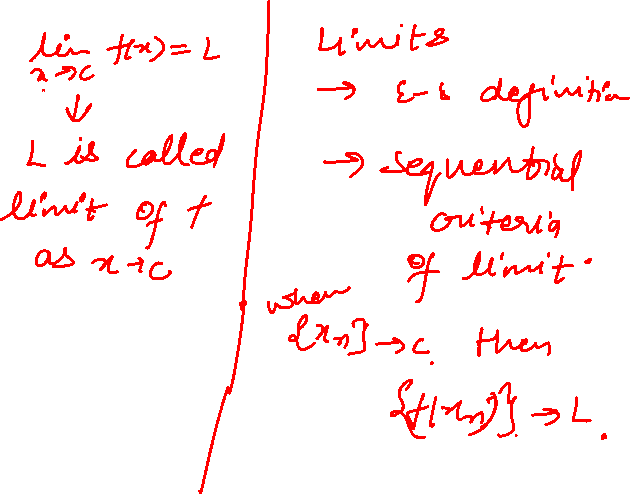 lim f(x) = L
x→c
↓
L is called
limit of f
as x→c
Limits
→ ε-δ definition
→ sequential
criteria
of limit.
when
{xn}→c then
{f(xn)}→L.